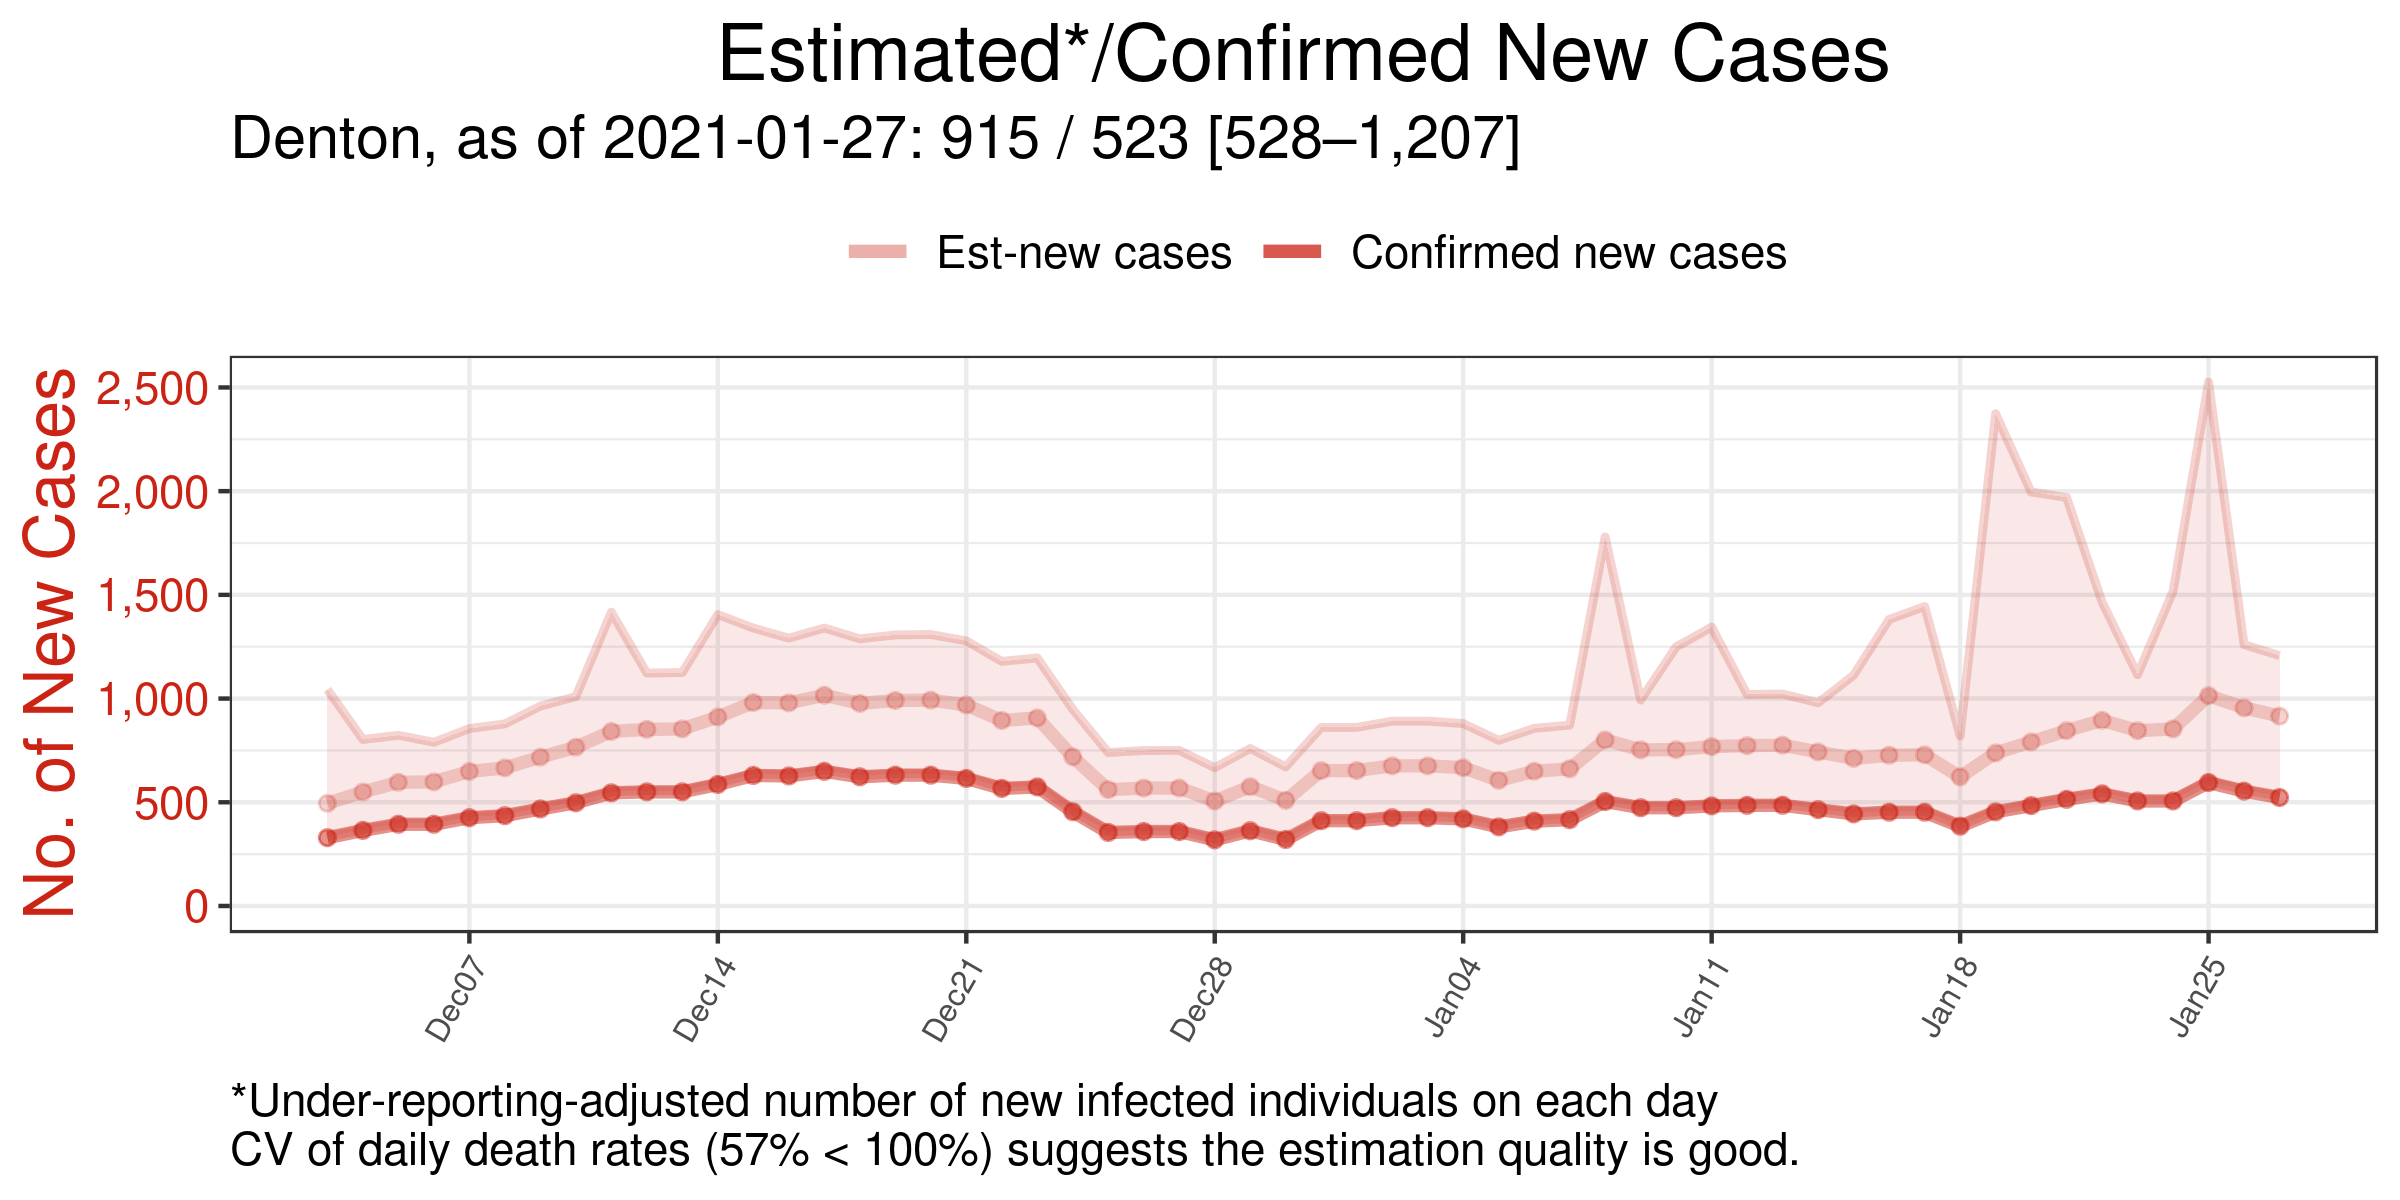 Estimated*/Confirmed New Cases
Denton, as of 2021-01-27: 915 / 523 [528–1,207]
Est-new cases
Confirmed new cases
No. of New Cases
2,500
2,000
1,500
1,000
500
0
Dec07
Dec14
Dec21
Dec28
Jan04
Jan11
Jan18
Jan25
*Under-reporting-adjusted number of new infected individuals on each day
CV of daily death rates (57% < 100%) suggests the estimation quality is good.